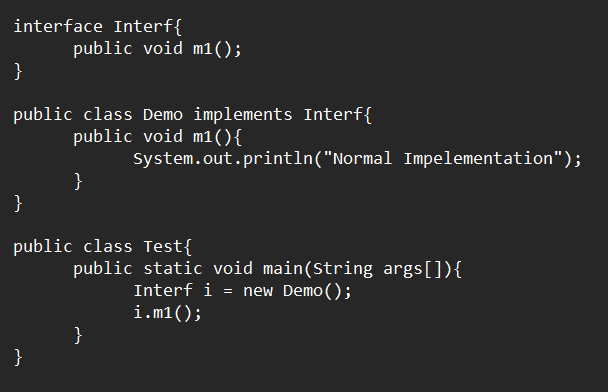 interface Interf{
public void m1();
}
public class Demo implements Interf{
public void m1(){
System.out.println("Normal Impelementation");
}
}
public class Test{
public static void main(String args[]){
Interf i = new Demo();
i.m1();
}
}